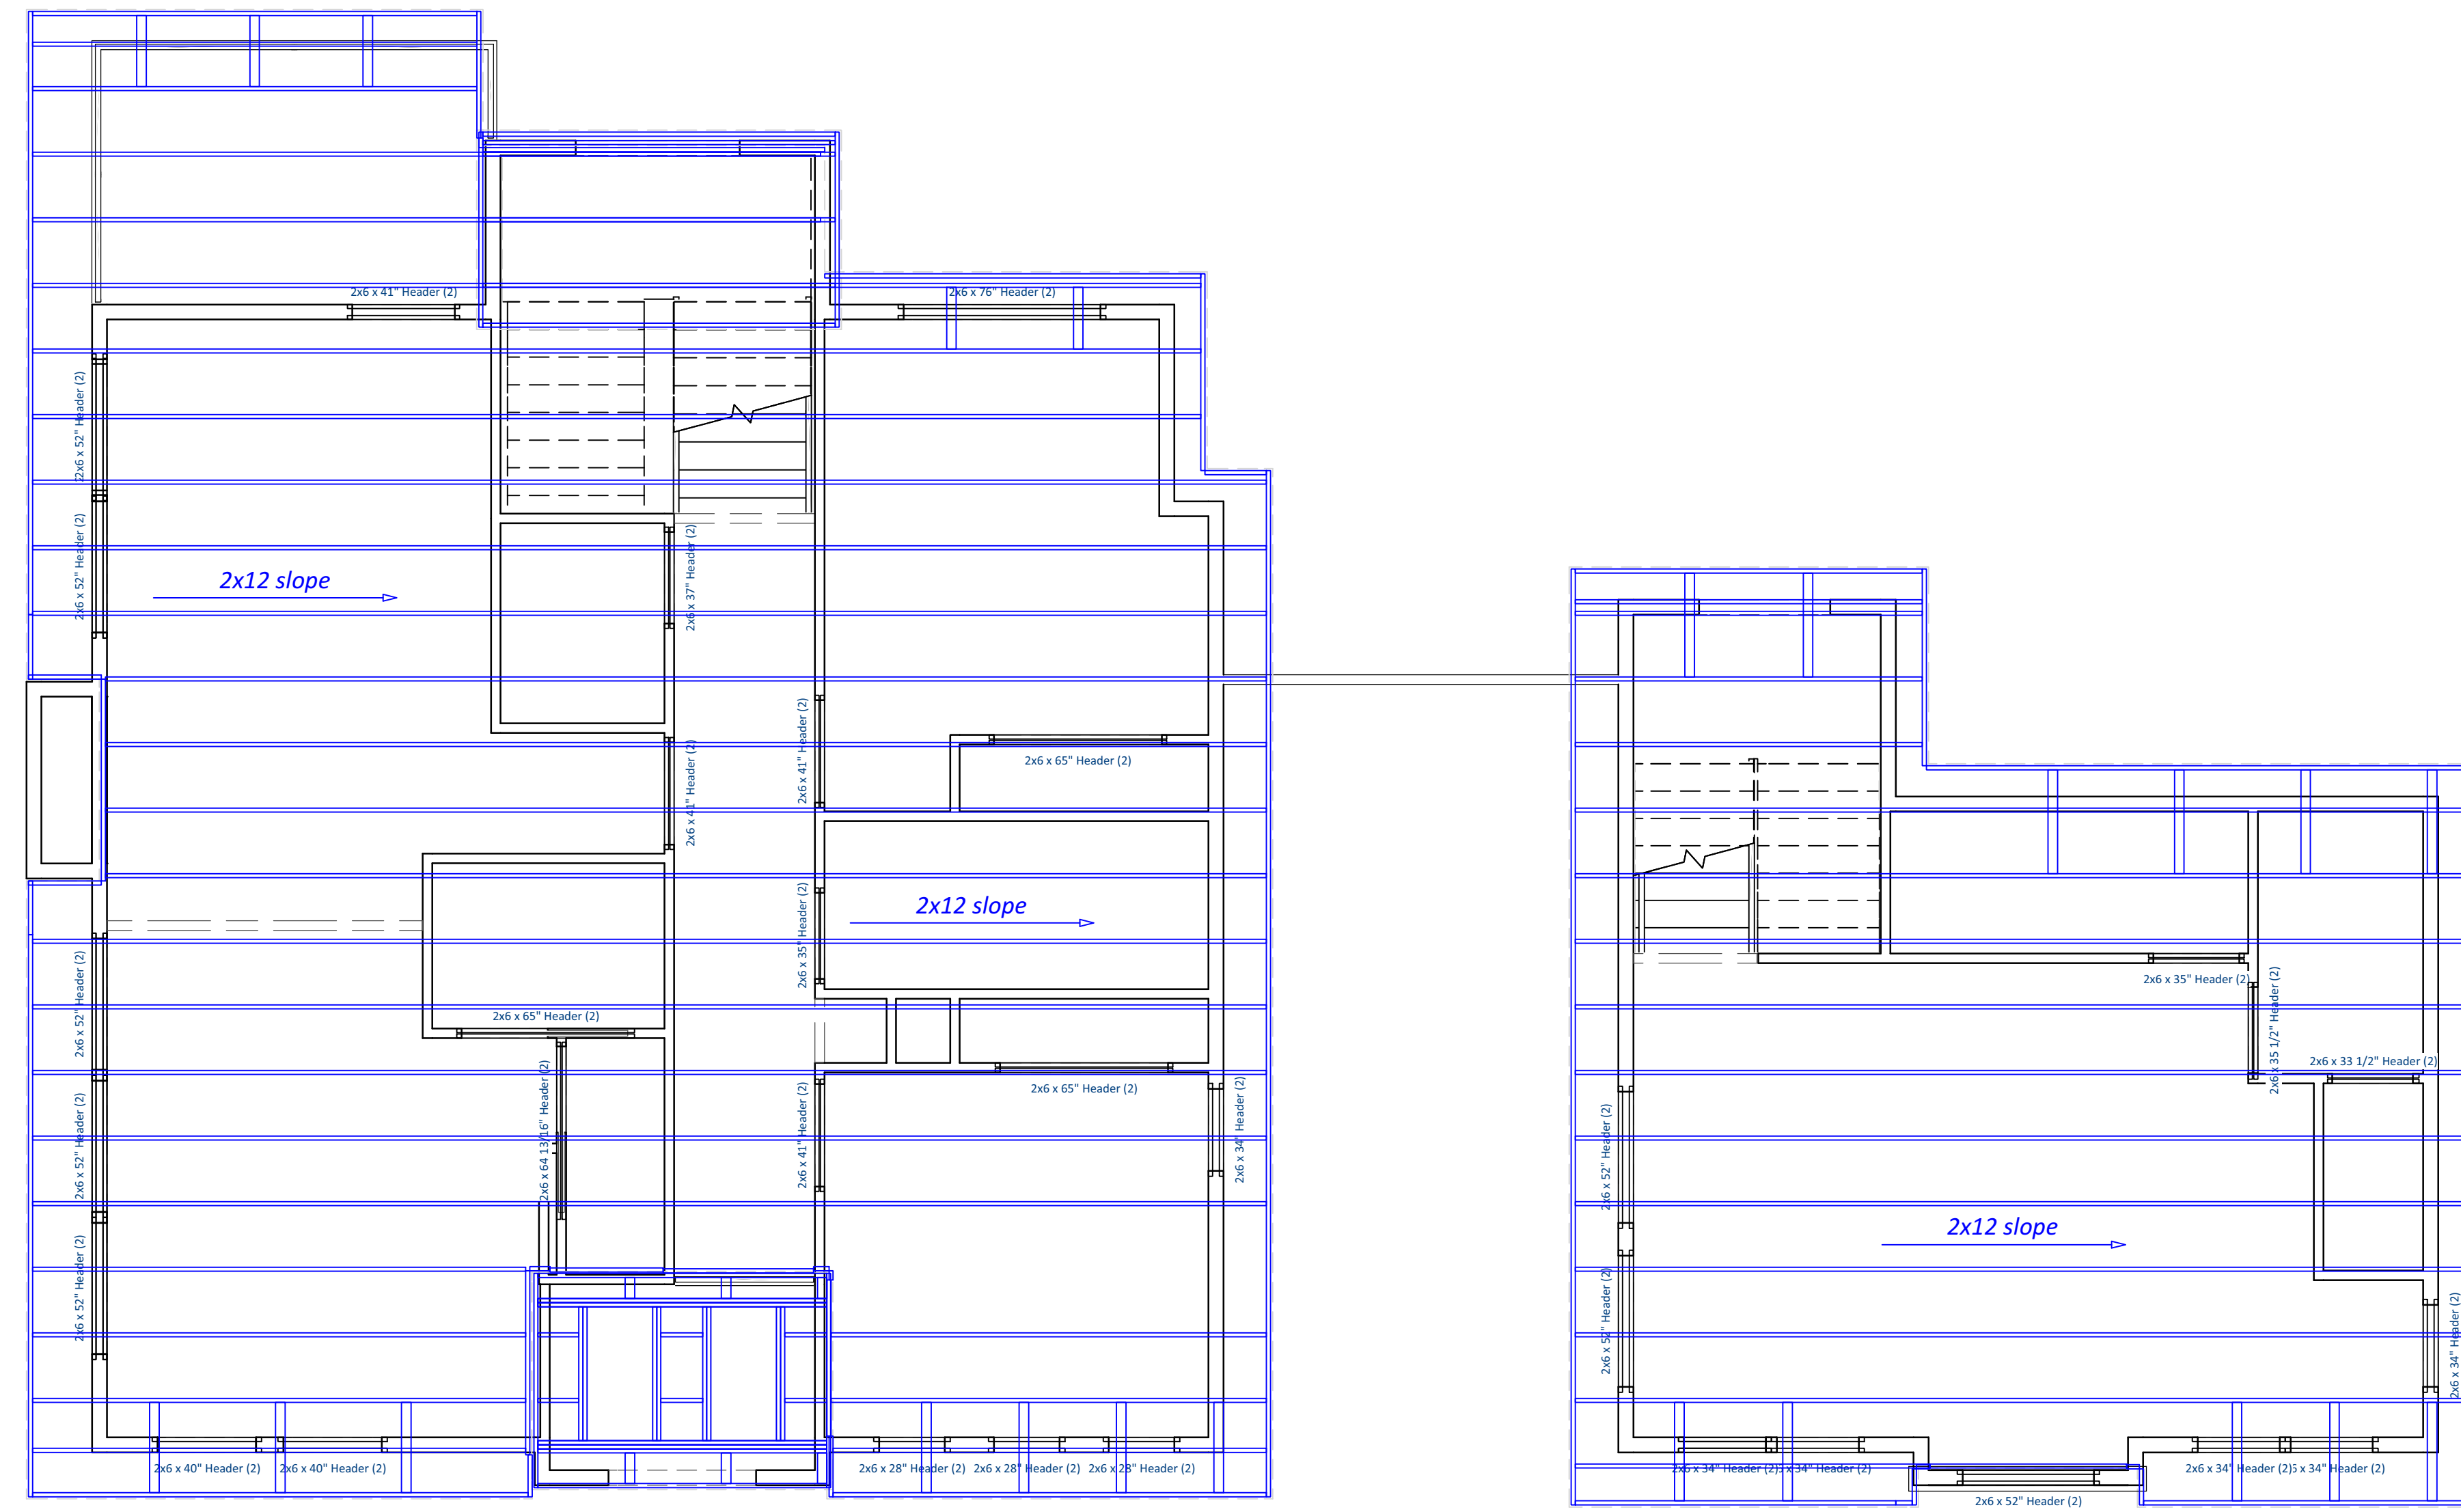 2x6 x 41" Header (2)
2x6 x 76" Header (2)
2x6 x 52" Header (2)
2x6 x 52" Header (2)
2x6 x 37" Header (2)
2x12 slope
2x6 x 41" Header (2)
2x6 x 41" Header (2)
2x6 x 65" Header (2)
2x6 x 35" Header (2)
2x12 slope
2x6 x 52" Header (2)
2x6 x 65" Header (2)
2x6 x 35" Header (2)
2x6 x 35 1/2" Header (2)
2x6 x 33 1/2" Header (2)
2x6 x 64 13/16" Header (2)
2x6 x 52" Header (2)
2x6 x 41" Header (2)
2x6 x 65" Header (2)
2x6 x 34" Header (2)
2x6 x 52" Header (2)
2x12 slope
2x6 x 52" Header (2)
2x6 x 52" Header (2)
2x6 x 34" Header (2)
2x6 x 40" Header (2)
2x6 x 40" Header (2)
2x6 x 28" Header (2)
2x6 x 28" Header (2)
2x6 x 28" Header (2)
2x6 x 34" Header (2)
x 34" Header (2)
2x6 x 34" Header (2)
x 34" Header (2)
2x6 x 52" Header (2)